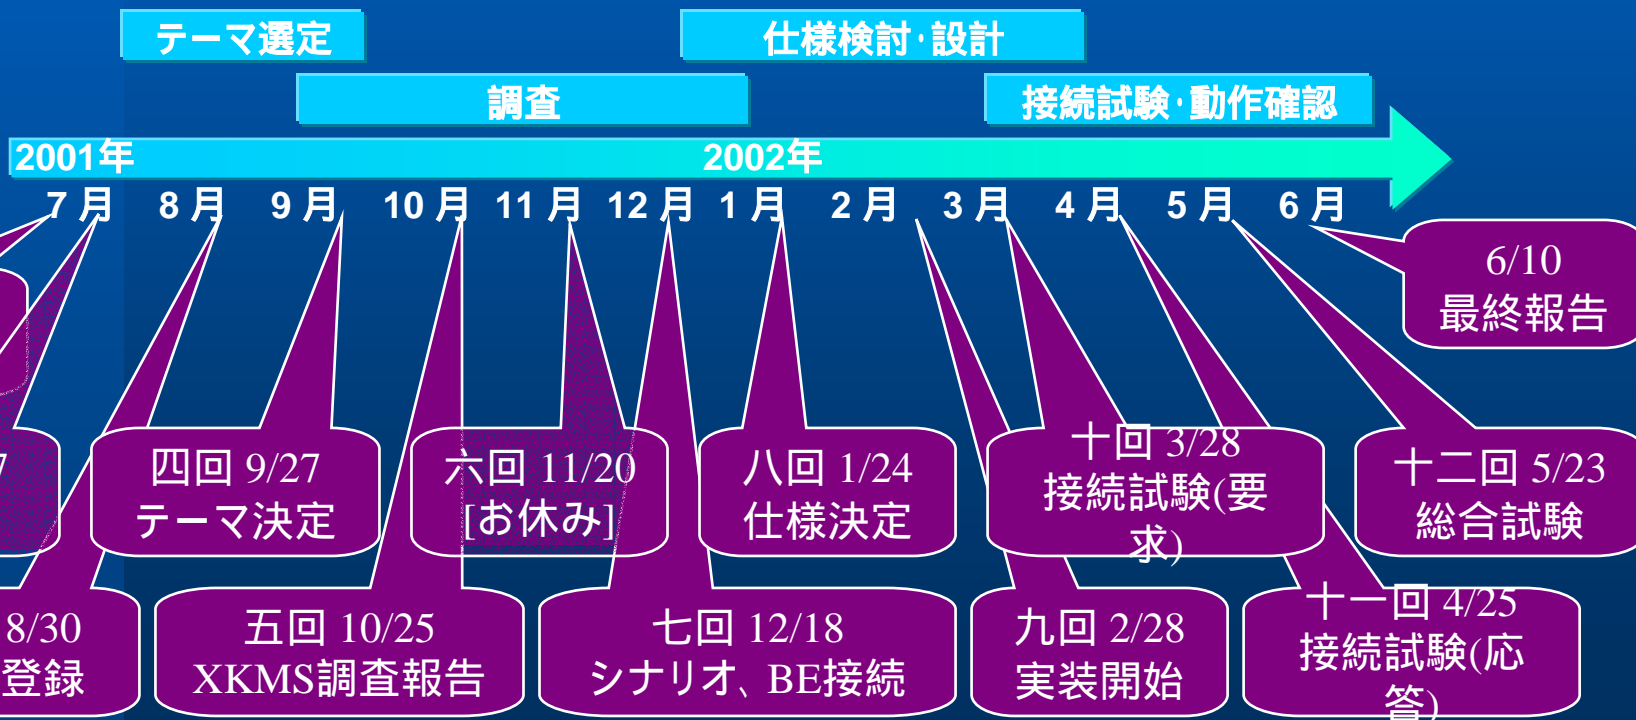 テーマ選定
仕様検討·設計
調査
接続試験·動作確認
2001年
2002年
7月 8月 9月 10月 11月 12月 1月 2月 3月 4月 5月 6月
6/10
最終報告
7
四回 9/27
テーマ決定
六回 11/20
[お休み]
八回 1/24
仕様決定
十回 3/28
接続試験(要
求)
十二回 5/23
総合試験
8/30
登録
五回 10/25
XKMS調査報告
七回 12/18
シナリオ、BE接続
九回 2/28
実装開始
十一回 4/25
接続試験(応
答)